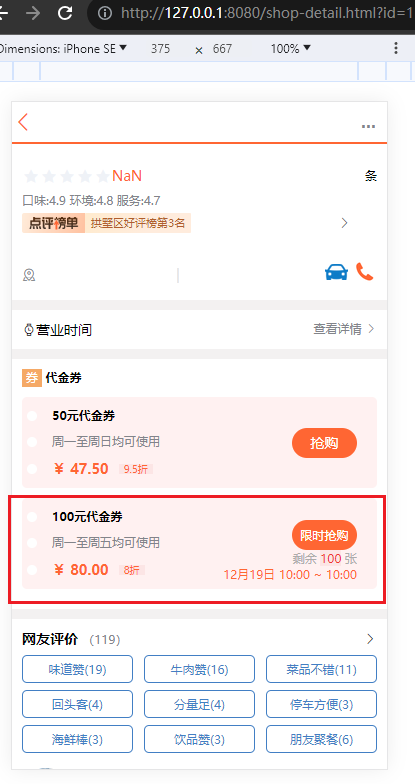 http://127.0.0.1:8080/shop-detail.html?id=1
Dimensions: iPhone SE ▼ 375 × 667 100% ▼
NaN 条
口味:4.9 环境:4.8 服务:4.7
点评榜单 拱墅区好评榜第3名
营业时间 查看详情
券 代金券
50元代金券
周一至周日均可使用
抢购
¥ 47.50 9.5折
100元代金券
限时抢购
周一至周五均可使用
剩余 100 张
¥ 80.00 8折
12月19日 10:00 ~ 10:00
网友评价 (119)
味道赞(19) 牛肉赞(16) 菜品不错(11)
回头客(4) 分量足(4) 停车方便(3)
海鲜棒(3) 饮品赞(3) 朋友聚餐(6)